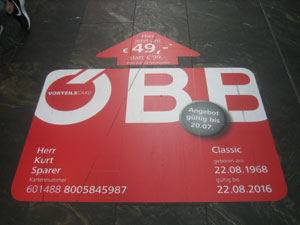 jetzt um
€ 49,-*
statt € 99,-
ÖBB
VORTEILSCARD
Angebot
gültig bis
20.07.
Herr
Kurt
Sparer
Kartennummer
601488 8005845987
Classic
geboren am
22.08.1968
gültig bis
22.08.2016